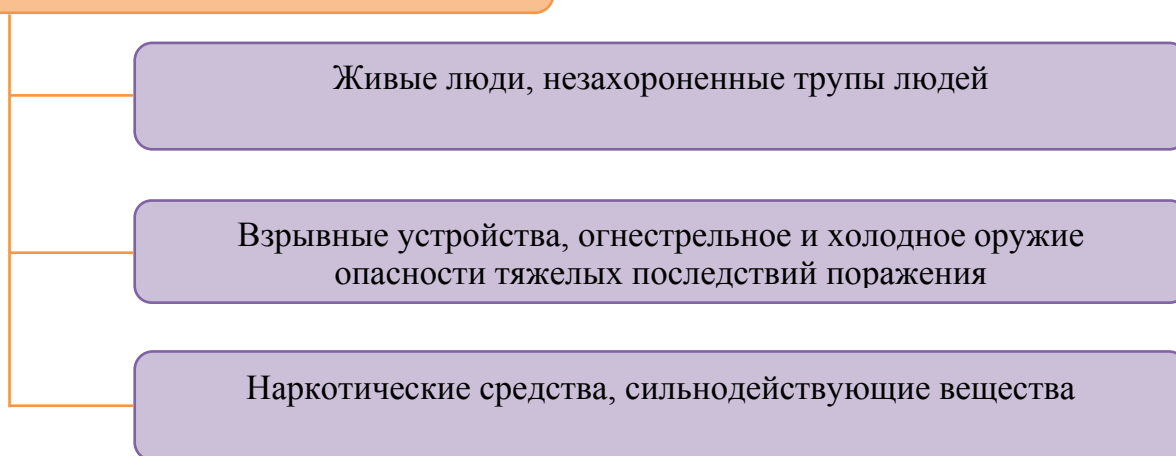 Живые люди, незахороненные трупы людей
Взрывные устройства, огнестрельное и холодное оружие
опасности тяжелых последствий поражения
Наркотические средства, сильнодействующие вещества